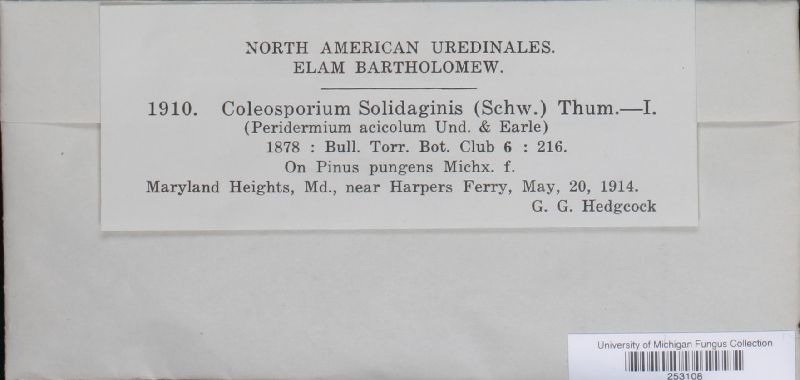 NORTH AMERICAN UREDINALES.
ELAM BARTHOLOMEW.
1910. Coleosporium Solidaginis (Schw.) Thum.—I.
(Peridermium acicolum Und. & Earle)
1878 : Bull. Torr. Bot. Club 6 : 216.
On Pinus pungens Michx. f.
Maryland Heights, Md., near Harpers Ferry, May, 20, 1914.
G. G. Hedgcock
University of Michigan Fungus Collection
253108